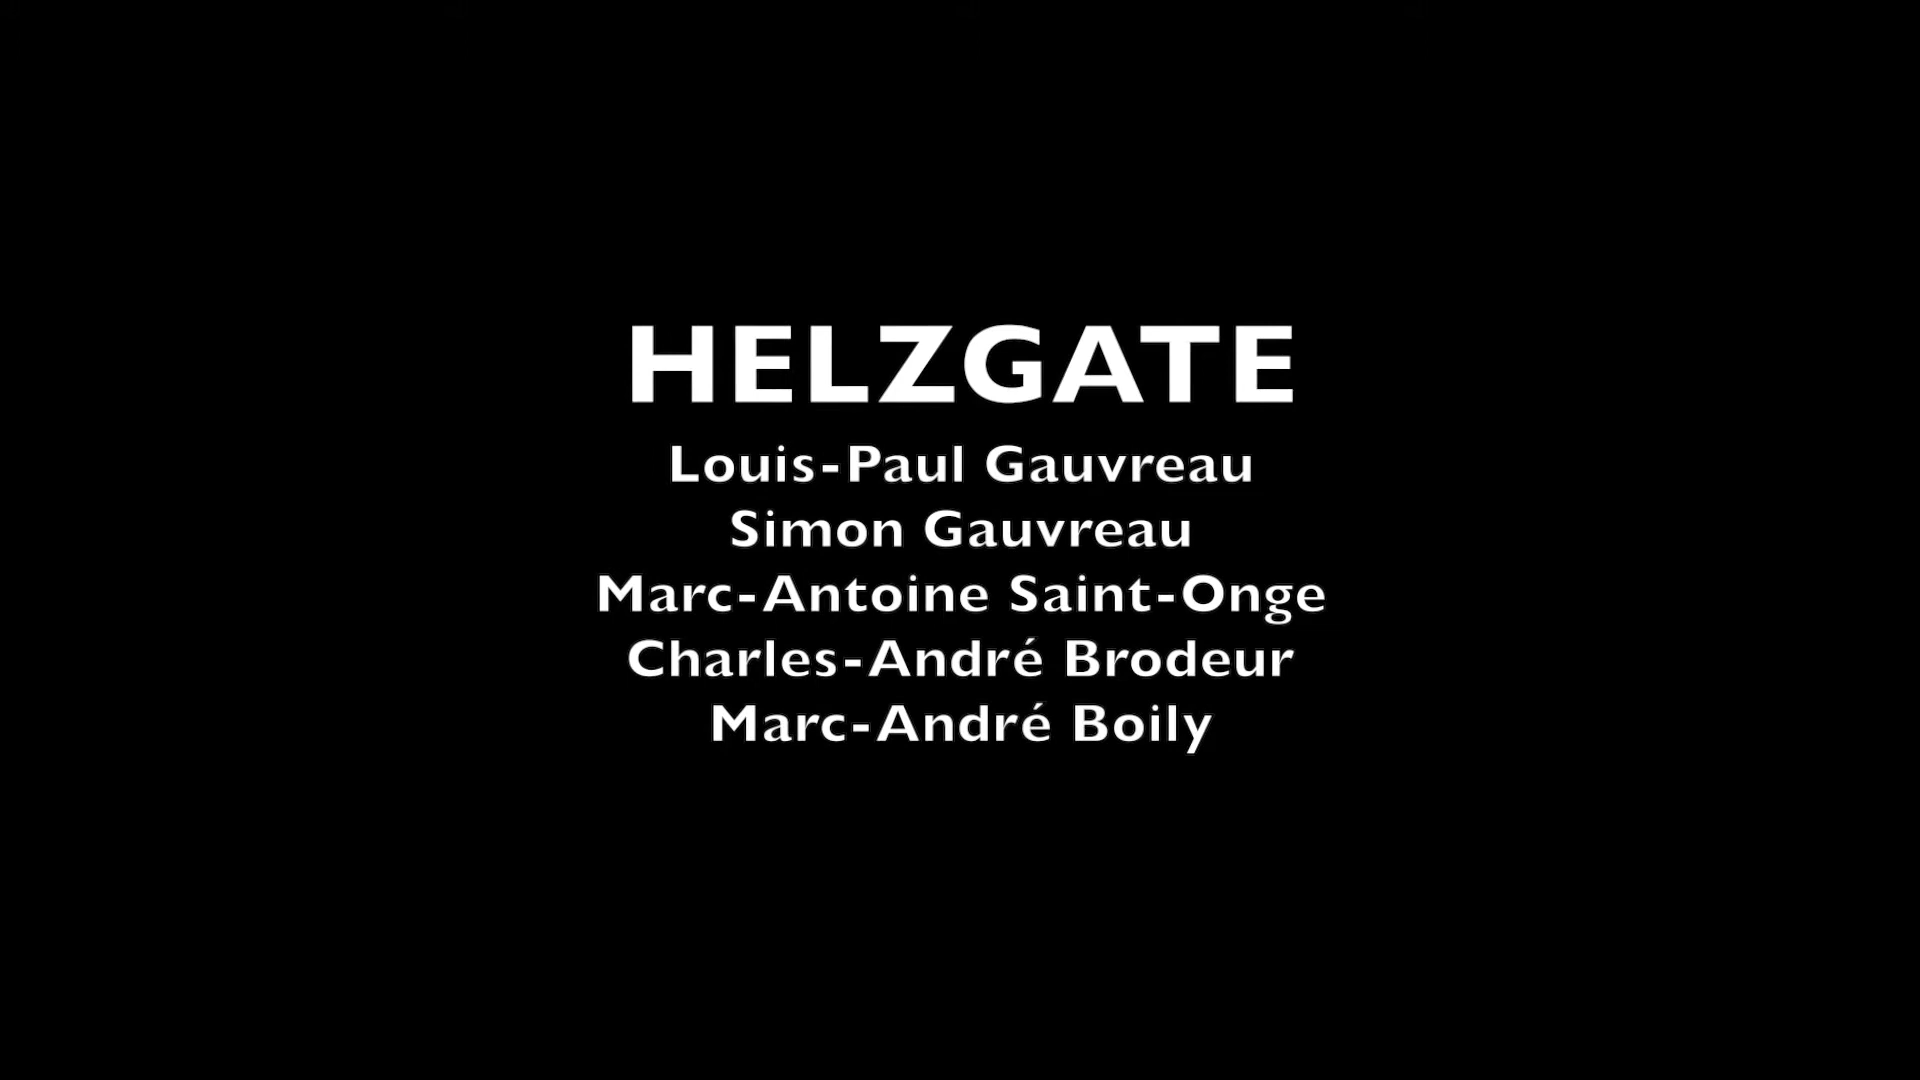 HELZGATE
Louis-Paul Gauvreau
Simon Gauvreau
Marc-Antoine Saint-Onge
Charles-André Brodeur
Marc-André Boily